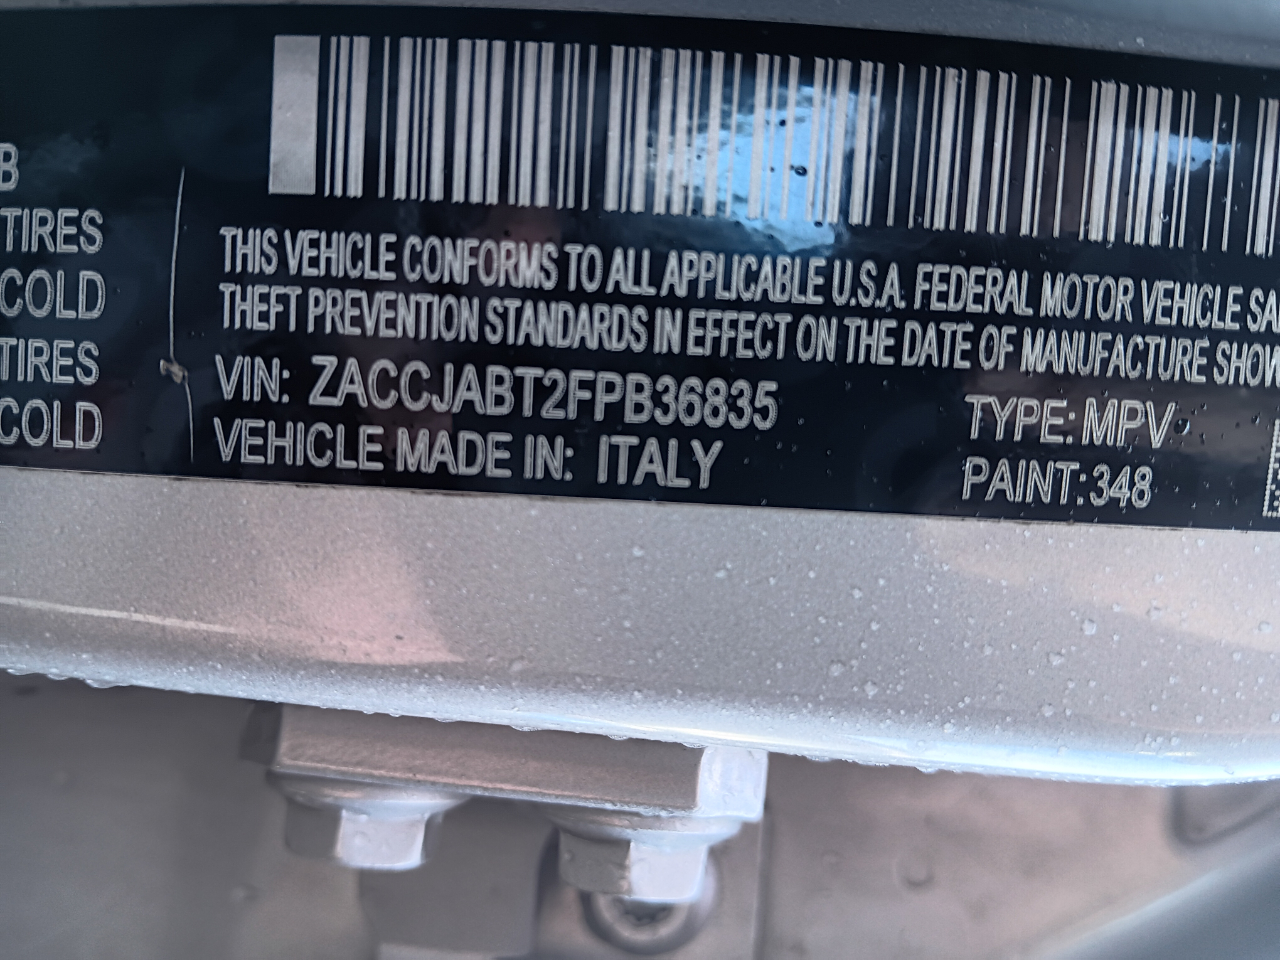 B
TIRES
COLD
TIRES
COLD
THIS VEHICLE CONFORMS TO ALL APPLICABLE U.S.A. FEDERAL MOTOR VEHICLE SA
THEFT PREVENTION STANDARDS IN EFFECT ON THE DATE OF MANUFACTURE SHOW
VIN: ZACCJABT2FPB36835
TYPE: MPV
VEHICLE MADE IN: ITALY
PAINT: 348